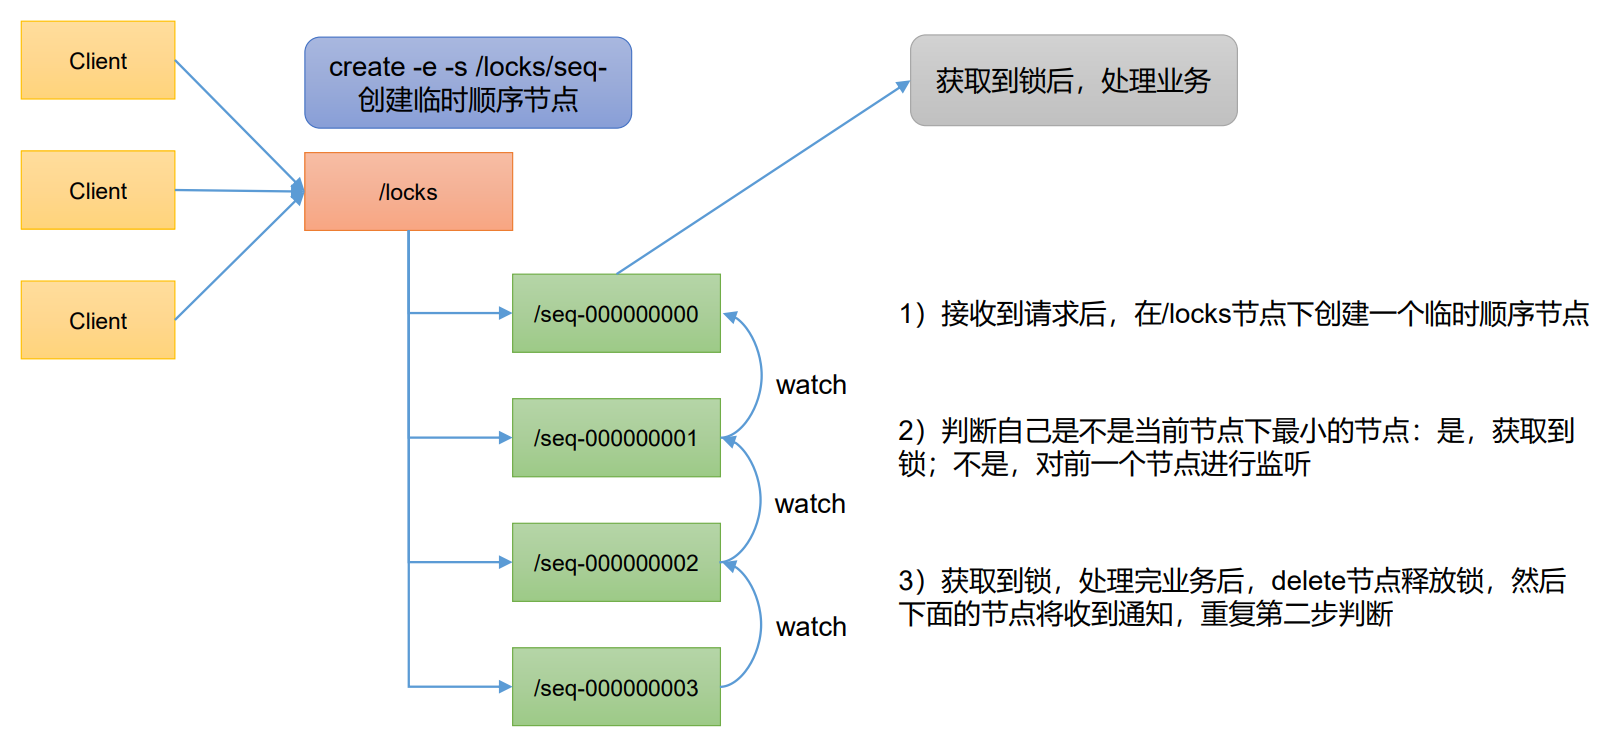 Client
create -e -s /locks/seq-
创建临时顺序节点
获取到锁后，处理业务
Client
/locks
Client
/seq-000000000
1）接收到请求后，在/locks节点下创建一个临时顺序节点
watch
/seq-000000001
2）判断自己是不是当前节点下最小的节点：是，获取到
锁；不是，对前一个节点进行监听
watch
/seq-000000002
3）获取到锁，处理完业务后，delete节点释放锁，然后
下面的节点将收到通知，重复第二步判断
watch
/seq-000000003